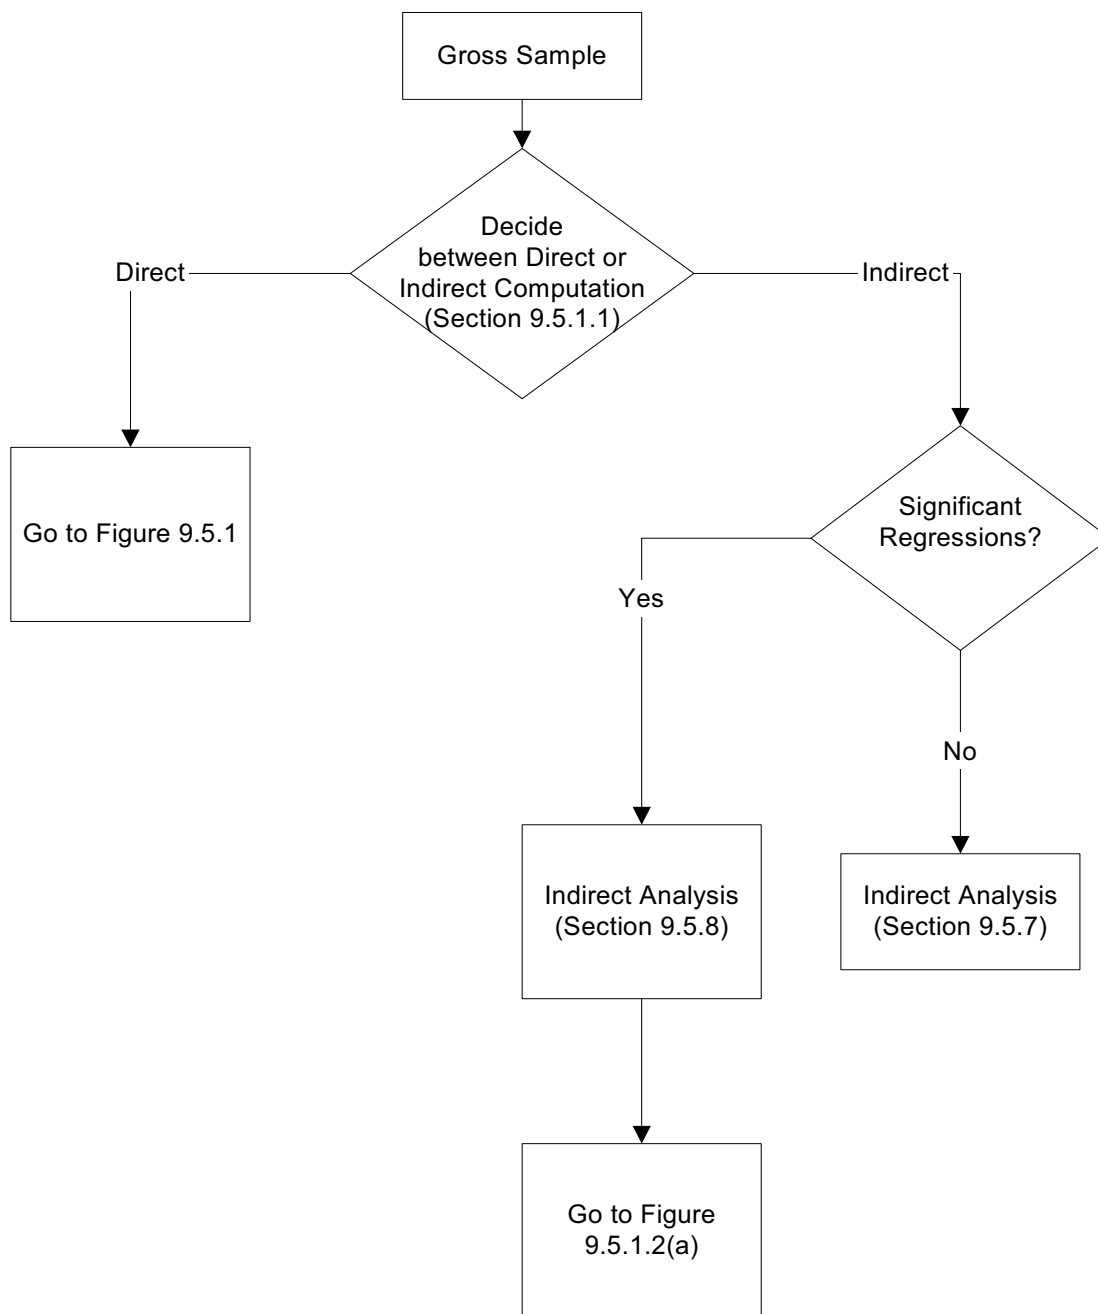 Gross Sample
Decide
between Direct or
Indirect Computation
(Section 9.5.1.1)
Direct
Indirect
Go to Figure 9.5.1
Significant
Regressions?
Yes
No
Indirect Analysis
(Section 9.5.8)
Indirect Analysis
(Section 9.5.7)
Go to Figure
9.5.1.2(a)